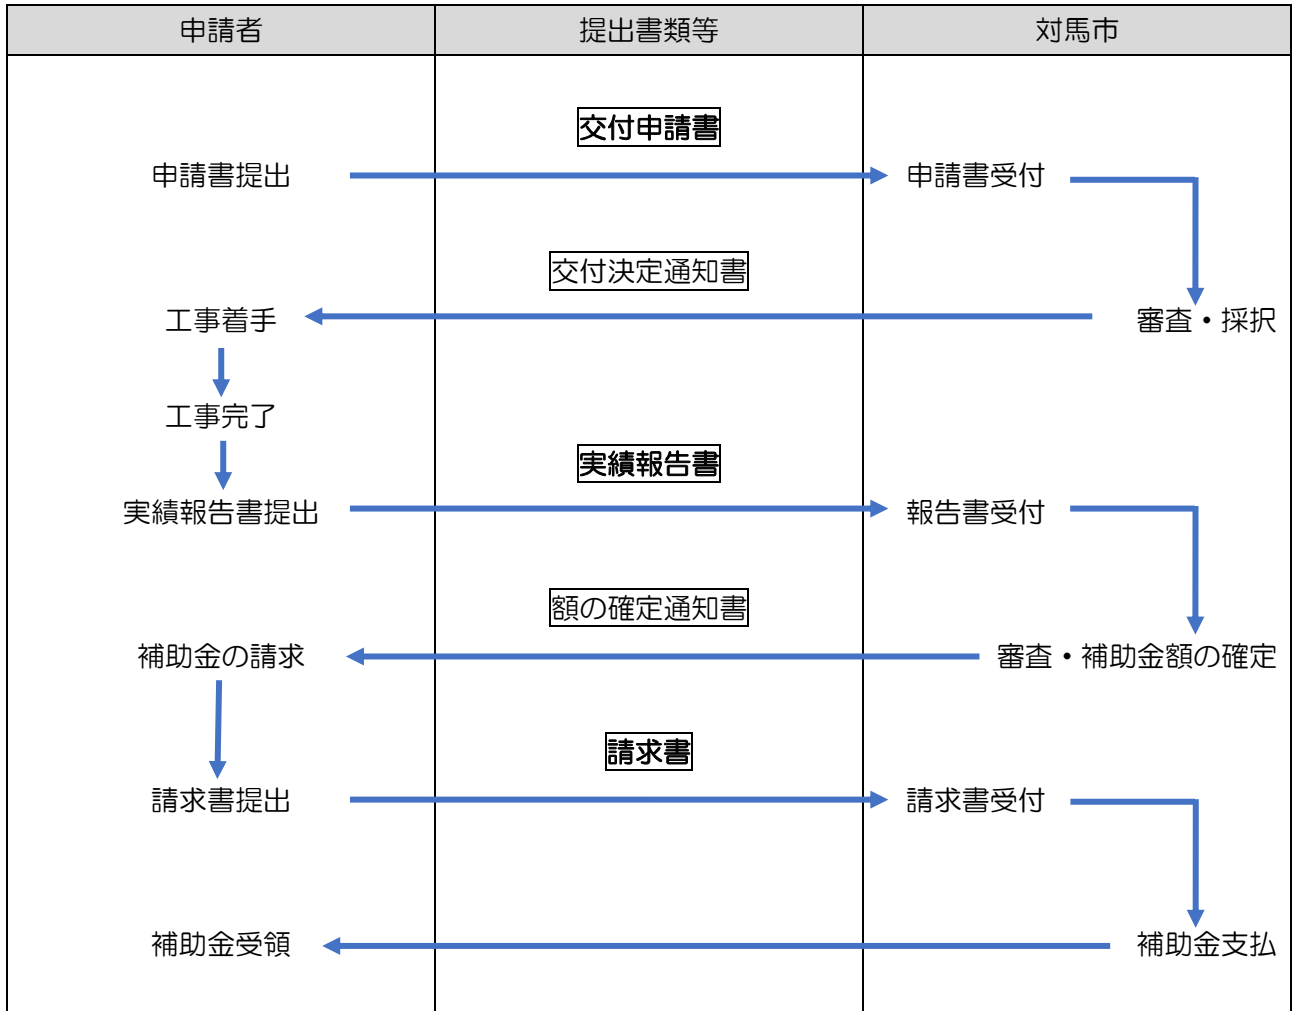 申請者 提出書類等 対馬市
交付申請書
申請書提出 申請書受付
交付決定通知書
工事着手 審査・採択
工事完了
実績報告書
実績報告書提出 報告書受付
額の確定通知書
補助金の請求 審査・補助金額の確定
請求書
請求書提出 請求書受付
補助金受領 補助金支払